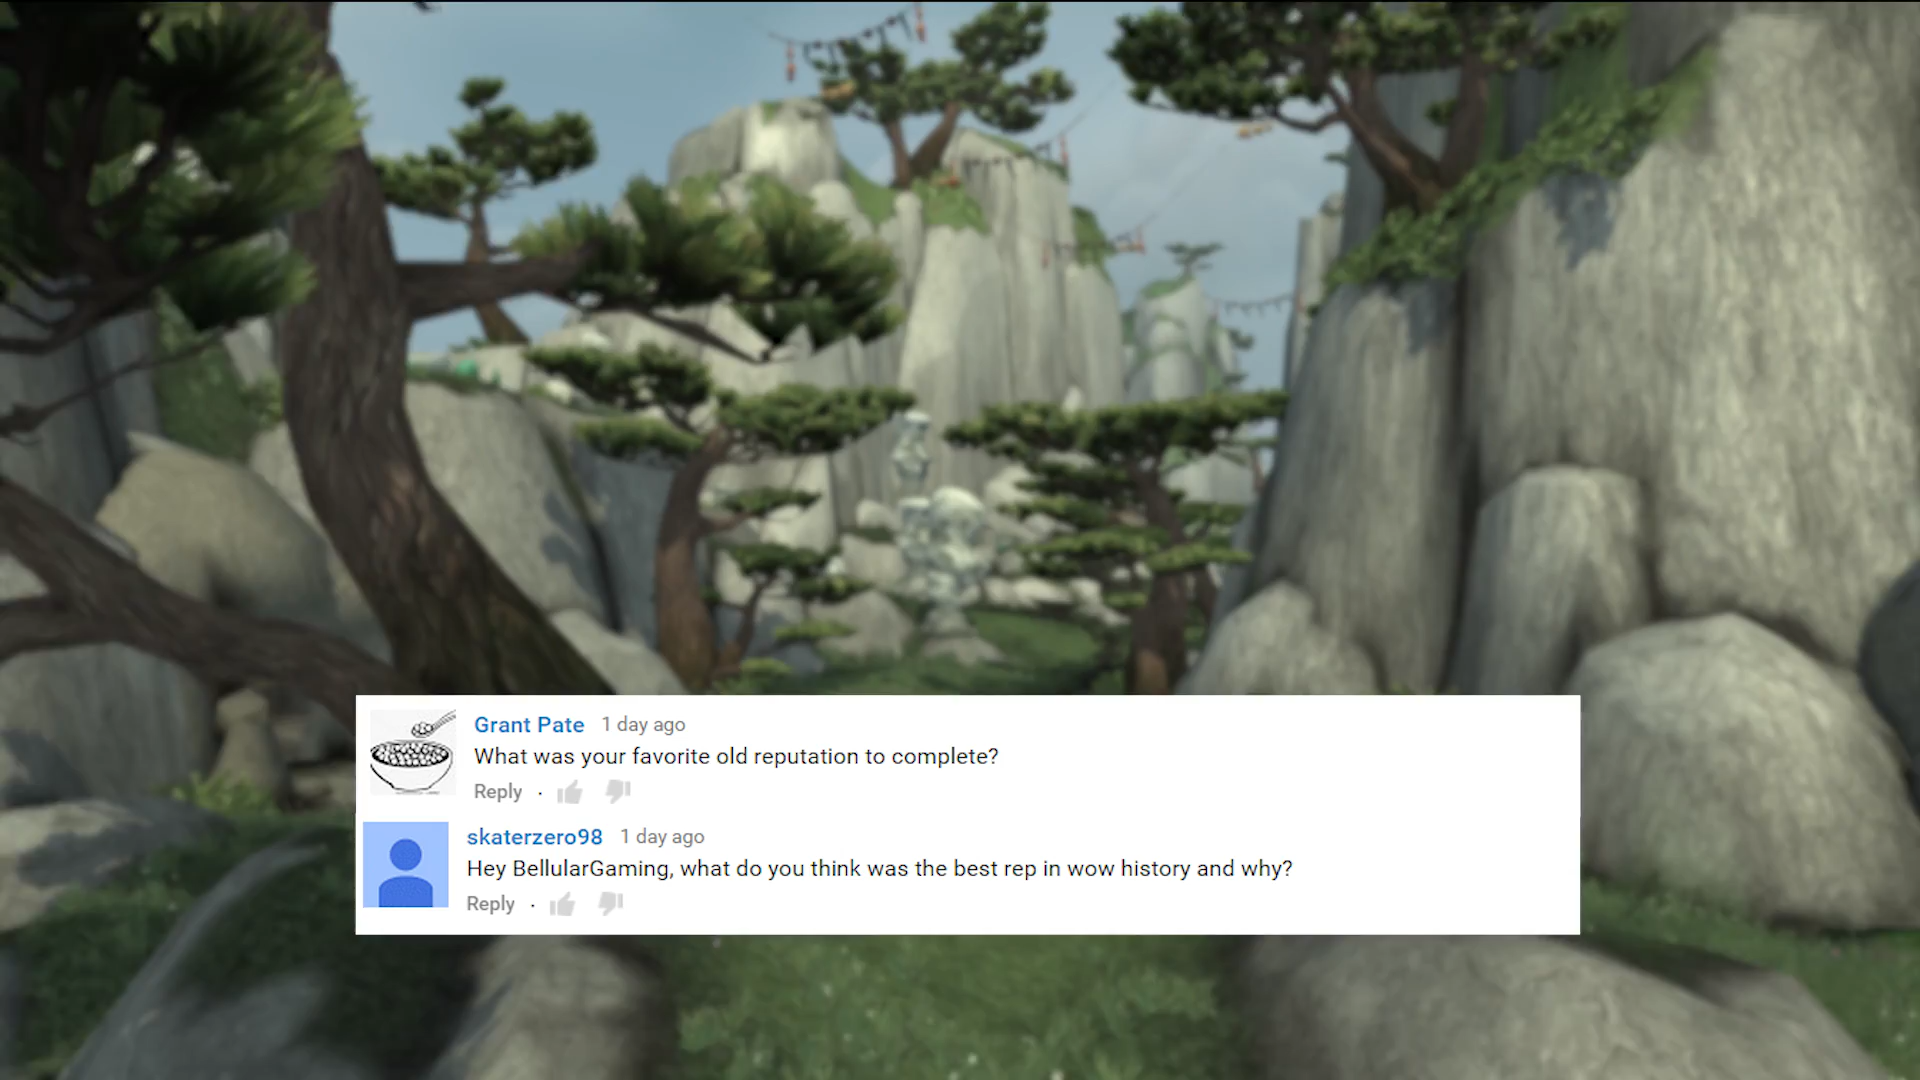 Grant Pate 1 day ago
What was your favorite old reputation to complete?
Reply ·
skaterzero98 1 day ago
Hey BellularGaming, what do you think was the best rep in wow history and why?
Reply ·